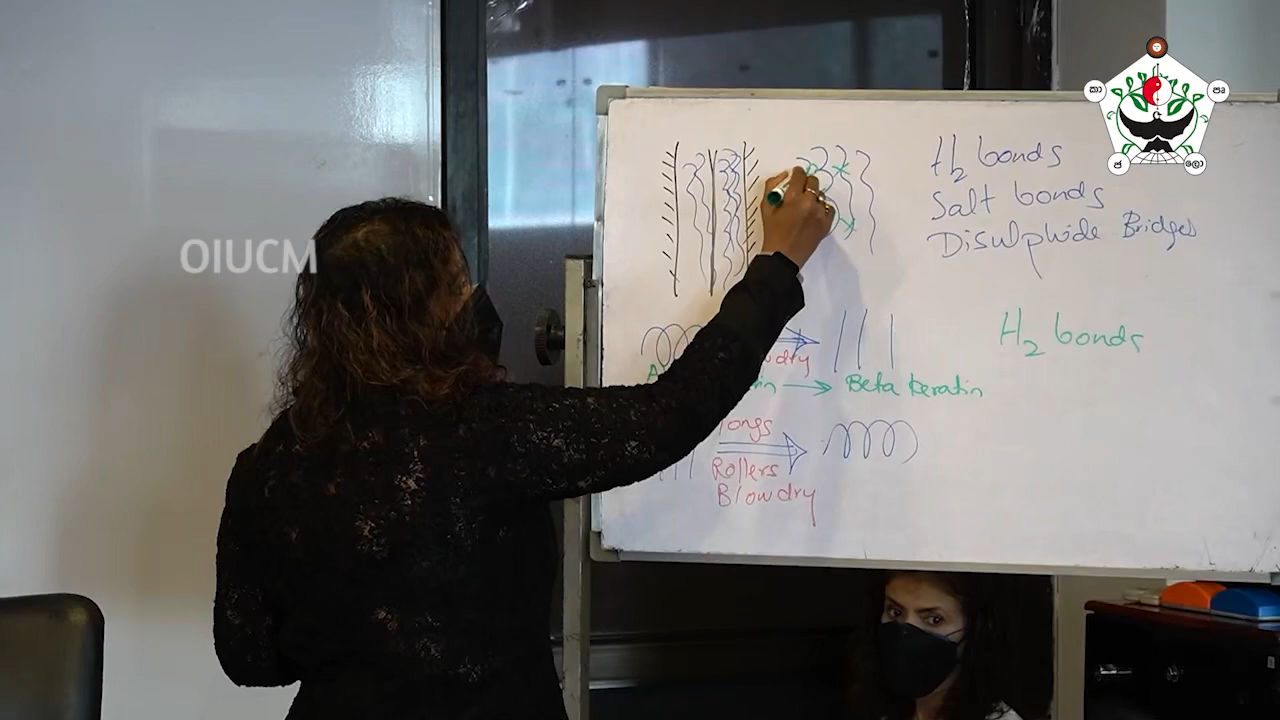 OIUCM
කා
පෘ
ජ
ලො
H2 bonds
Salt bonds
Disulphide Bridges
H2 bonds
Beta keratin
Tongs
Rollers
Blowdry